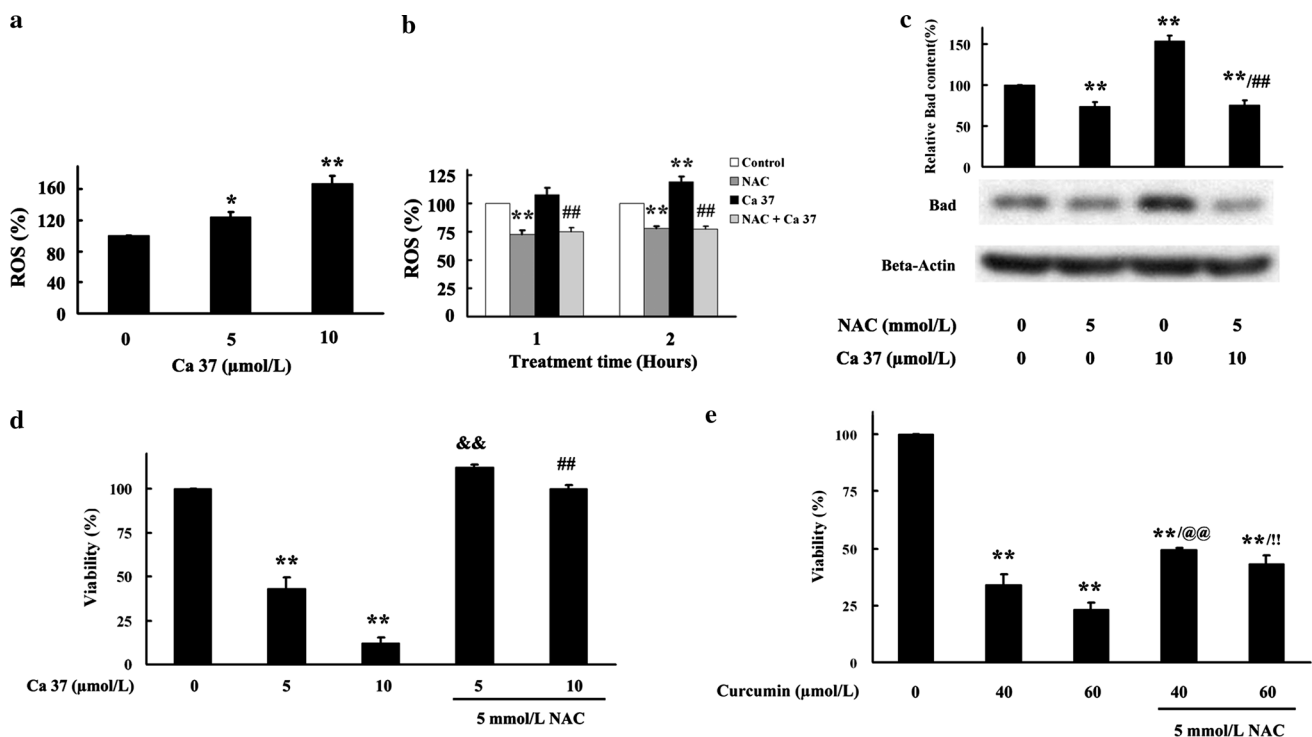 a
ROS (%)
160
120
80
40
0
*
**
0 5 10
Ca 37 (µmol/L)
b
ROS (%)
125
100
75
50
25
0
** ## ** ** ##
Control
NAC
Ca 37
NAC + Ca 37
1 2
Treatment time (Hours)
c
Relative Bad content(%)
150
100
50
0
** ** **/##
Bad
Beta-Actin
NAC (mmol/L) 0 5 0 5
Ca 37 (µmol/L) 0 0 10 10
d
Viability (%)
100
75
50
25
0
** ** && ##
Ca 37 (µmol/L) 0 5 10 5 10
5 mmol/L NAC
e
Viability (%)
100
75
50
25
0
** ** **/@@ **/!!
Curcumin (µmol/L) 0 40 60 40 60
5 mmol/L NAC